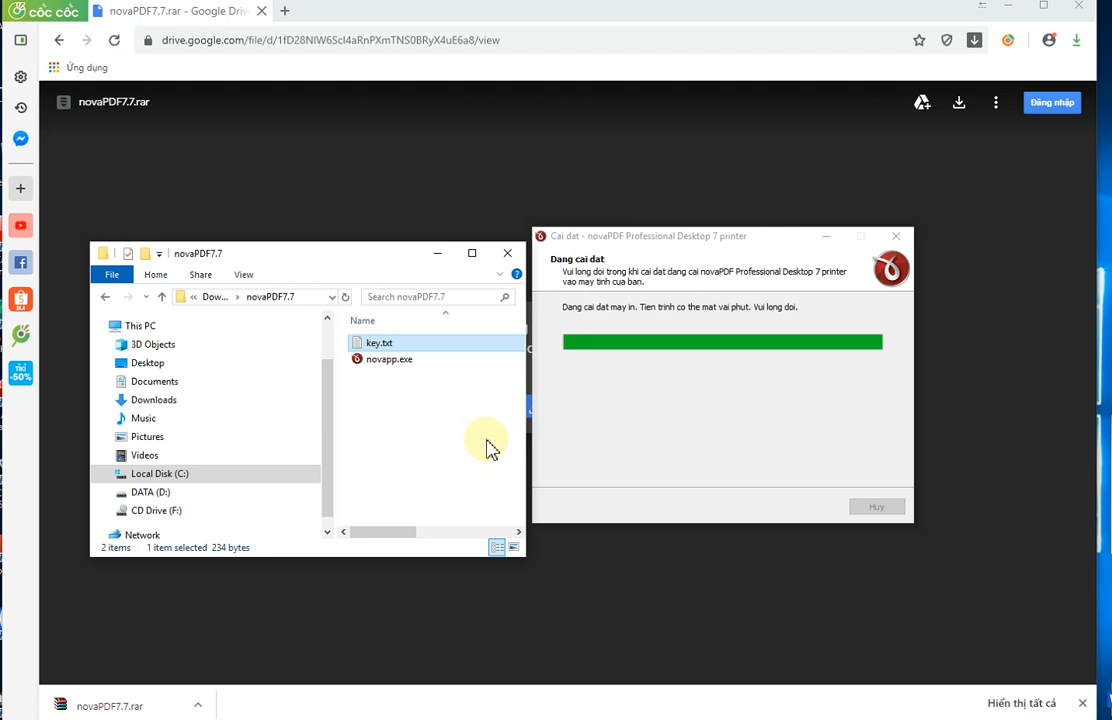 cốc cốc
novaPDF7.7.rar - Google Driv
drive.google.com/file/d/1fD28NIW6ScI4aRnPXmTNS0BRyX4uE6a8/view
Ứng dụng
novaPDF7.7.rar
Đăng nhập
novaPDF7.7
File Home Share View
Dow... novaPDF7.7
Search novaPDF7.7
This PC
3D Objects
Desktop
Documents
Downloads
Music
Pictures
Videos
Local Disk (C:)
DATA (D:)
CD Drive (F:)
Network
Name
key.txt
novapp.exe
2 items 1 item selected 234 bytes
Cai dat - novaPDF Professional Desktop 7 printer
Dang cai dat
Vui long doi trong khi cai dat dang cai novaPDF Professional Desktop 7 printer
vao may tinh cua ban.
Dang cai dat may in. Tien trinh co the mat vai phut. Vui long doi.
Huy
TIKI
-50%
novaPDF7.7.rar
Hiển thị tất cả